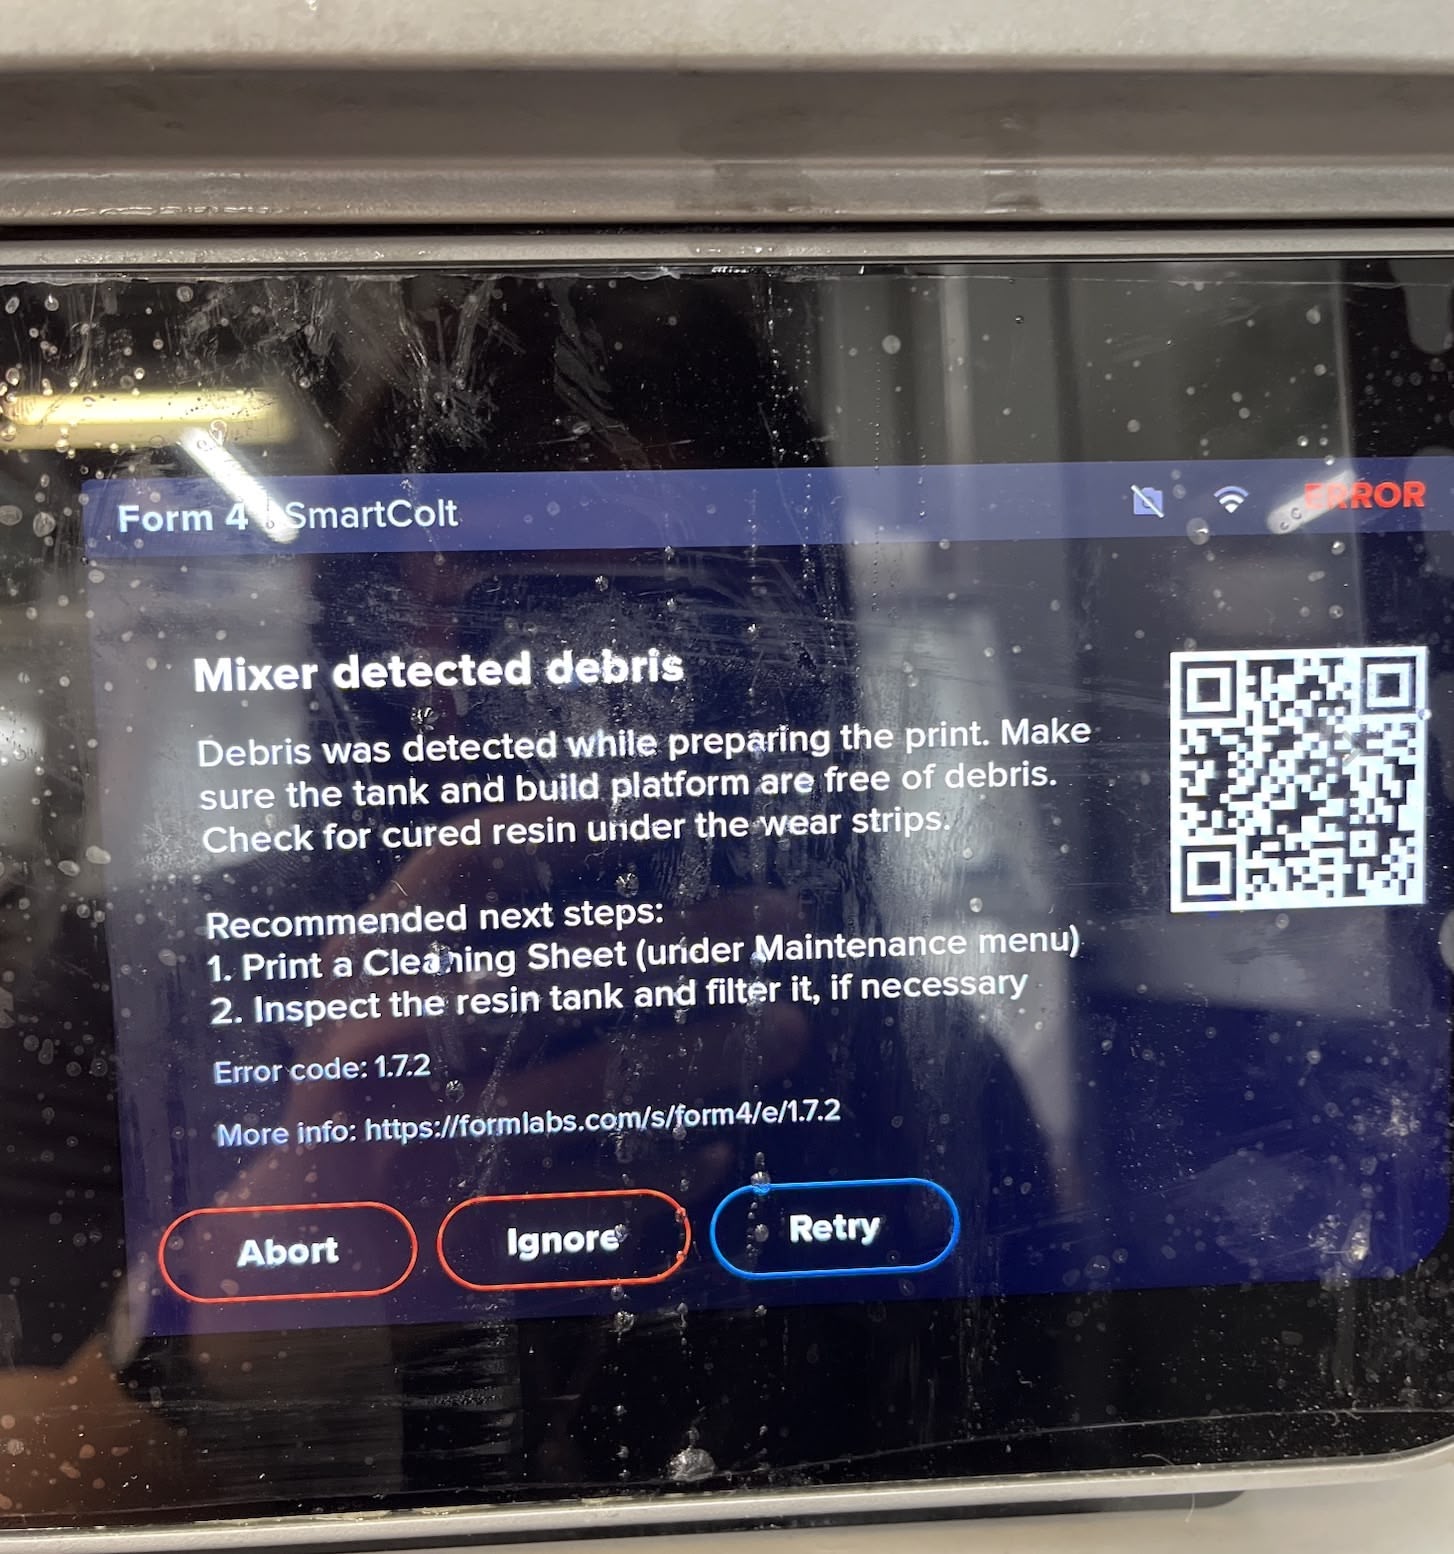 Form 4 SmartColt
ERROR
Mixer detected debris
Debris was detected while preparing the print. Make
sure the tank and build platform are free of debris.
Check for cured resin under the wear strips.
Recommended next steps:
1. Print a Cleaning Sheet (under Maintenance menu)
2. Inspect the resin tank and filter it, if necessary
Error code: 1.7.2
More info: https://formlabs.com/s/form4/e/1.7.2
Abort
Ignore
Retry